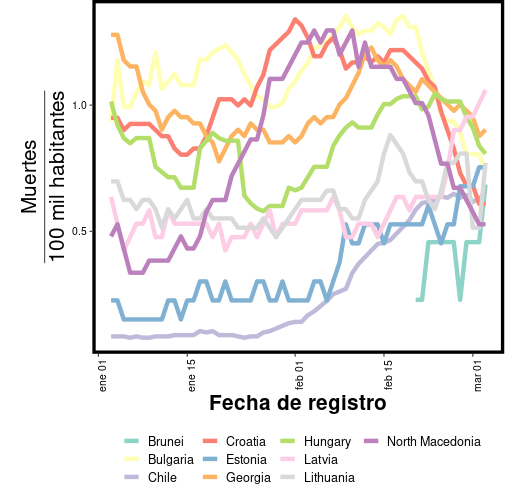 Muertes
100 mil habitantes
1.0
0.5
ene 01
ene 15
feb 01
feb 15
mar 01
Fecha de registro
Brunei Croatia Hungary North Macedonia
Bulgaria Estonia Latvia
Chile Georgia Lithuania